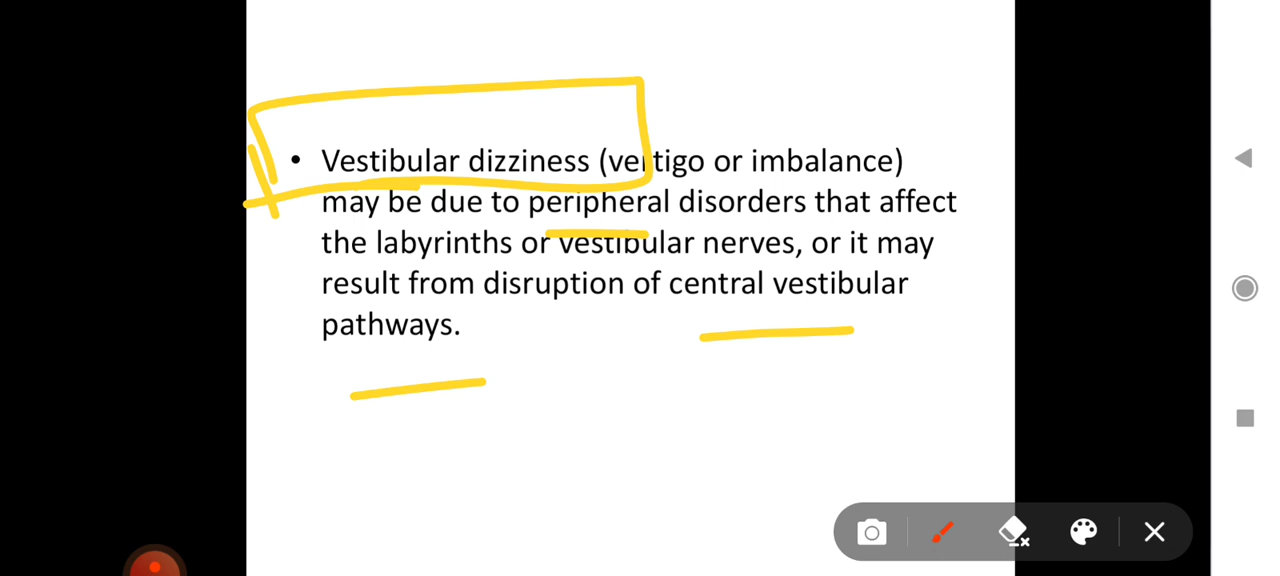 • Vestibular dizziness (vertigo or imbalance)
may be due to peripheral disorders that affect
the labyrinths or vestibular nerves, or it may
result from disruption of central vestibular
pathways.